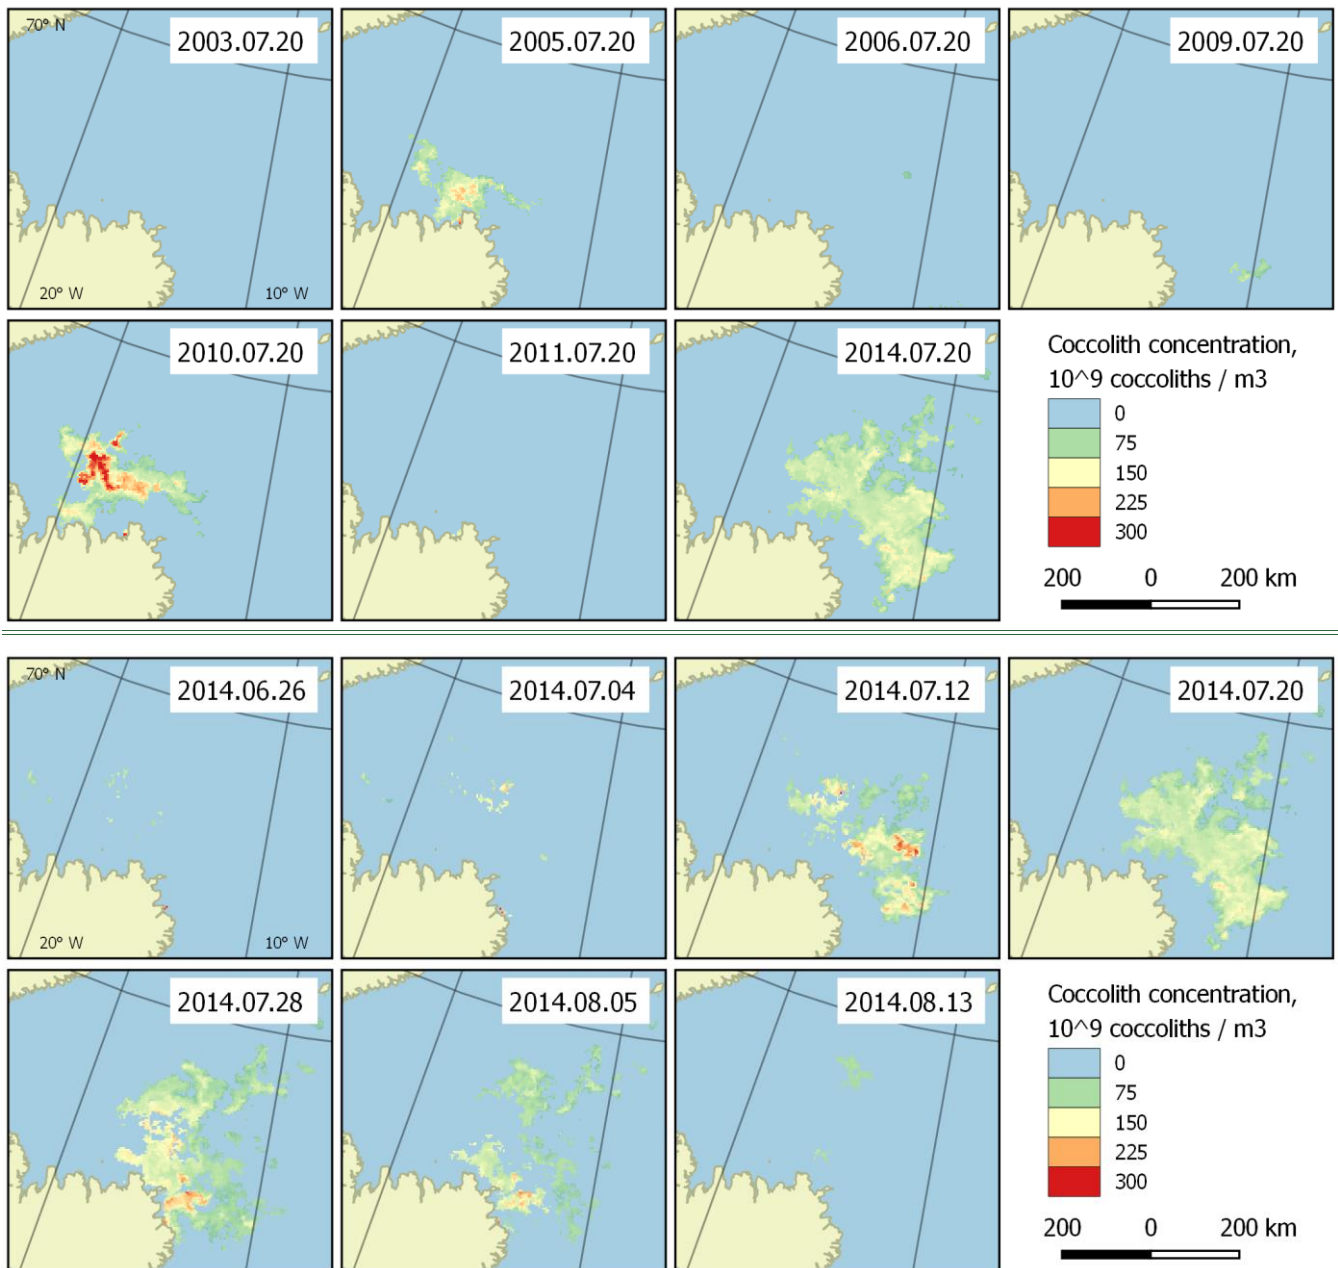 70° N
2003.07.20
2005.07.20
2006.07.20
2009.07.20
20° W
10° W
2010.07.20
2011.07.20
2014.07.20
Coccolith concentration,
10^9 coccoliths / m3
0
75
150
225
300
200 0 200 km
70° N
2014.06.26
2014.07.04
2014.07.12
2014.07.20
20° W
10° W
2014.07.28
2014.08.05
2014.08.13
Coccolith concentration,
10^9 coccoliths / m3
0
75
150
225
300
200 0 200 km